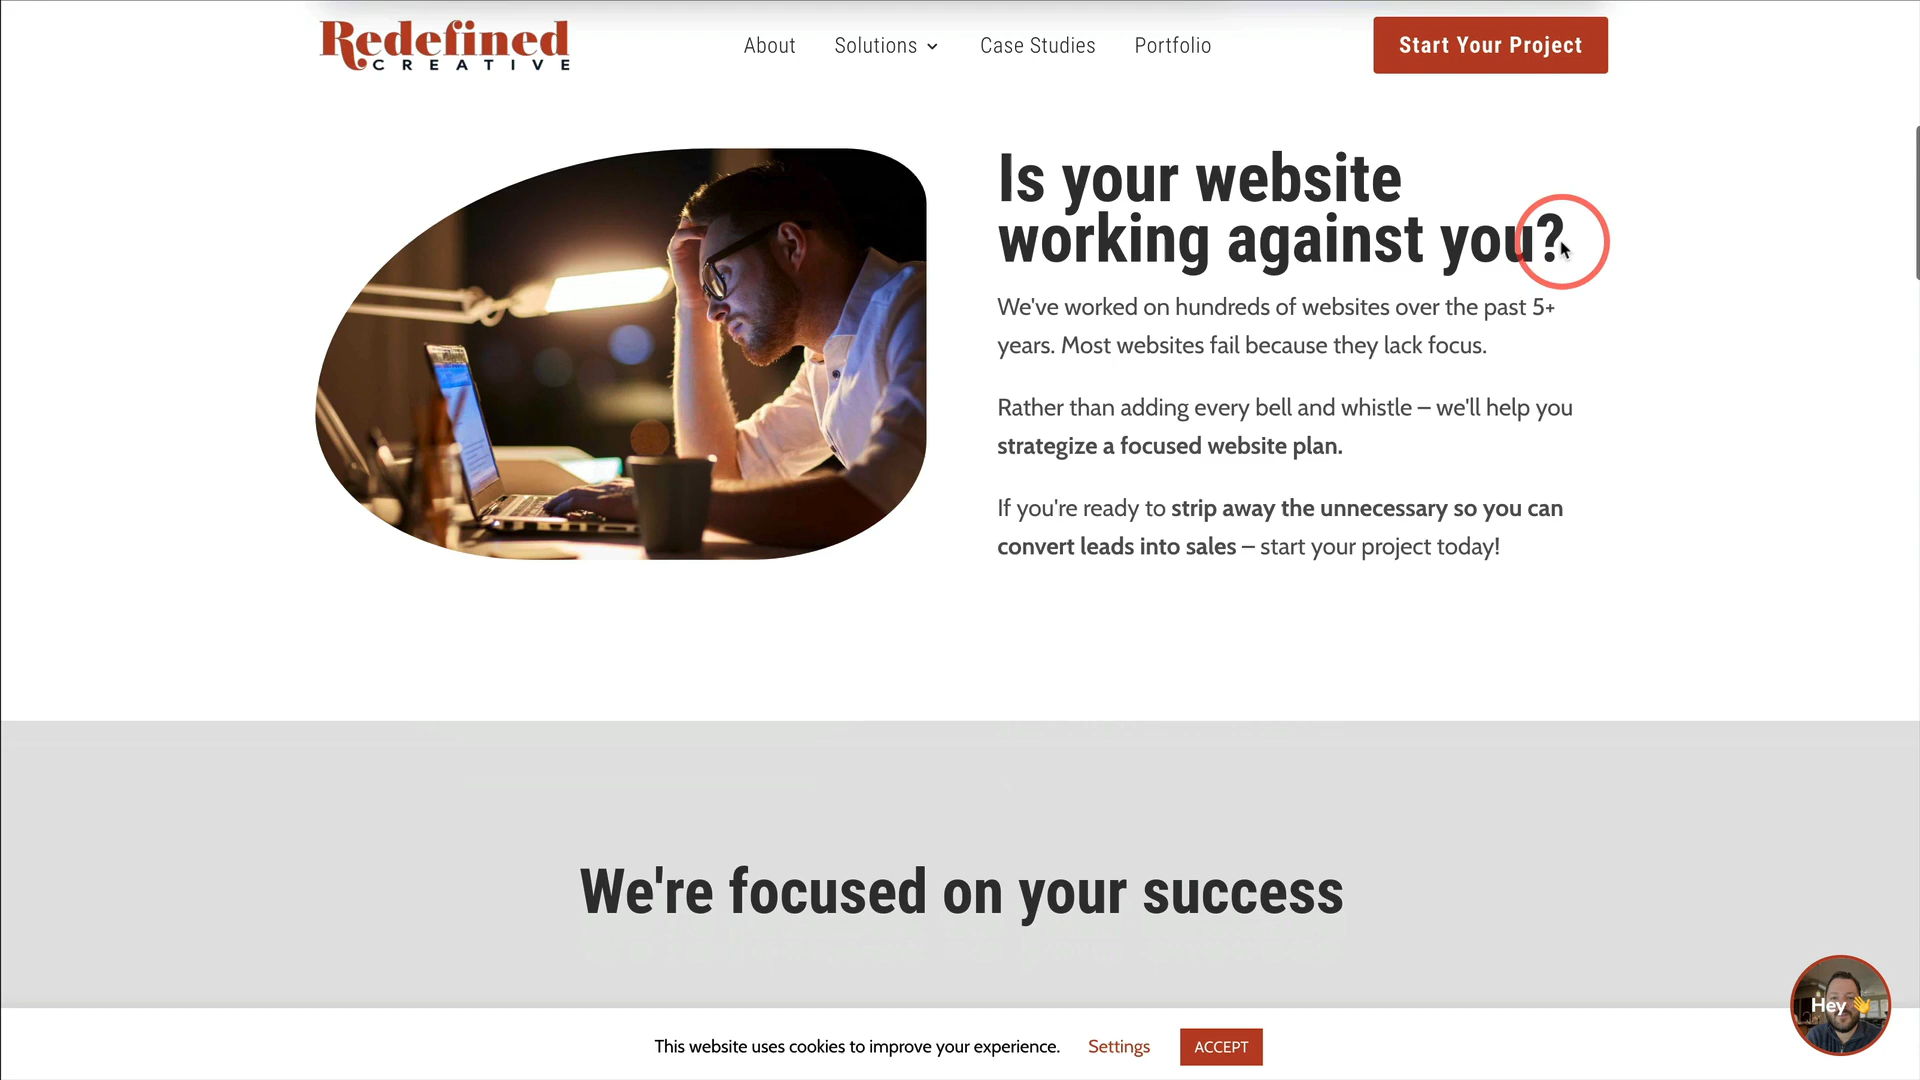 Redefined
CREATIVE
About
Solutions
Case Studies
Portfolio
Start Your Project
Is your website
working against you?
We've worked on hundreds of websites over the past 5+
years. Most websites fail because they lack focus.
Rather than adding every bell and whistle – we'll help you
strategize a focused website plan.
If you're ready to strip away the unnecessary so you can
convert leads into sales – start your project today!
We're focused on your success
Hey 👋
This website uses cookies to improve your experience.
Settings
ACCEPT